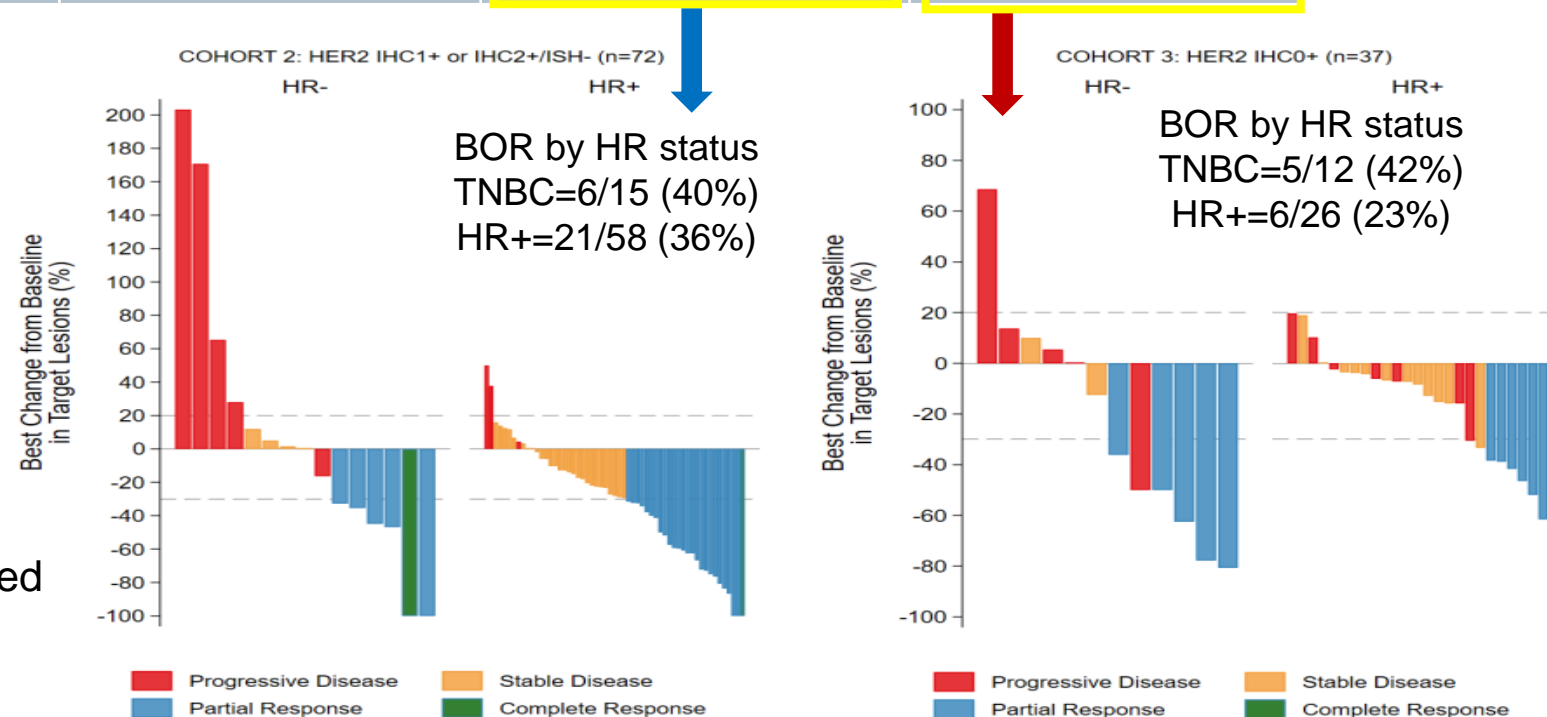 COHORT 2: HER2 IHC1+ or IHC2+/ISH- (n=72)
HR-
HR+
BOR by HR status
TNBC=6/15 (40%)
HR+=21/58 (36%)
Best Change from Baseline
in Target Lesions (%)
200
180
160
140
120
100
80
60
40
20
0
-20
-40
-60
-80
-100
Progressive Disease
Stable Disease
Partial Response
Complete Response
ed
COHORT 3: HER2 IHC0+ (n=37)
HR-
HR+
BOR by HR status
TNBC=5/12 (42%)
HR+=6/26 (23%)
Best Change from Baseline
in Target Lesions (%)
100
80
60
40
20
0
-20
-40
-60
-80
-100
Progressive Disease
Stable Disease
Partial Response
Complete Response